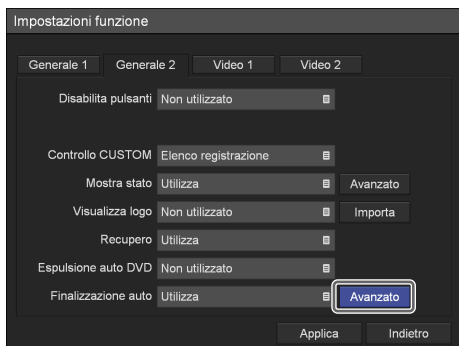 Impostazioni funzione
Generale 1 Generale 2 Video 1 Video 2
Disabilita pulsanti Non utilizzato
Controllo CUSTOM Elenco registrazione
Mostra stato Utilizza Avanzato
Visualizza logo Non utilizzato Importa
Recupero Utilizza
Espulsione auto DVD Non utilizzato
Finalizzazione auto Utilizza Avanzato
Applica Indietro